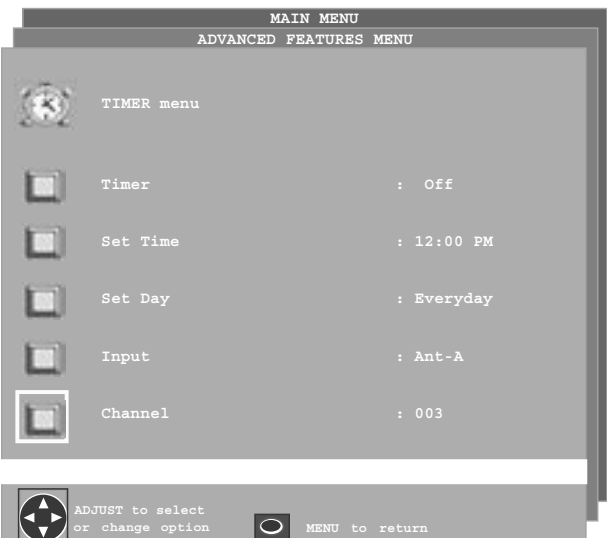 MAIN MENU
ADVANCED FEATURES MENU
TIMER menu
Timer : Off
Set Time : 12:00 PM
Set Day : Everyday
Input : Ant-A
Channel : 003
ADJUST to select
or change option
MENU to return